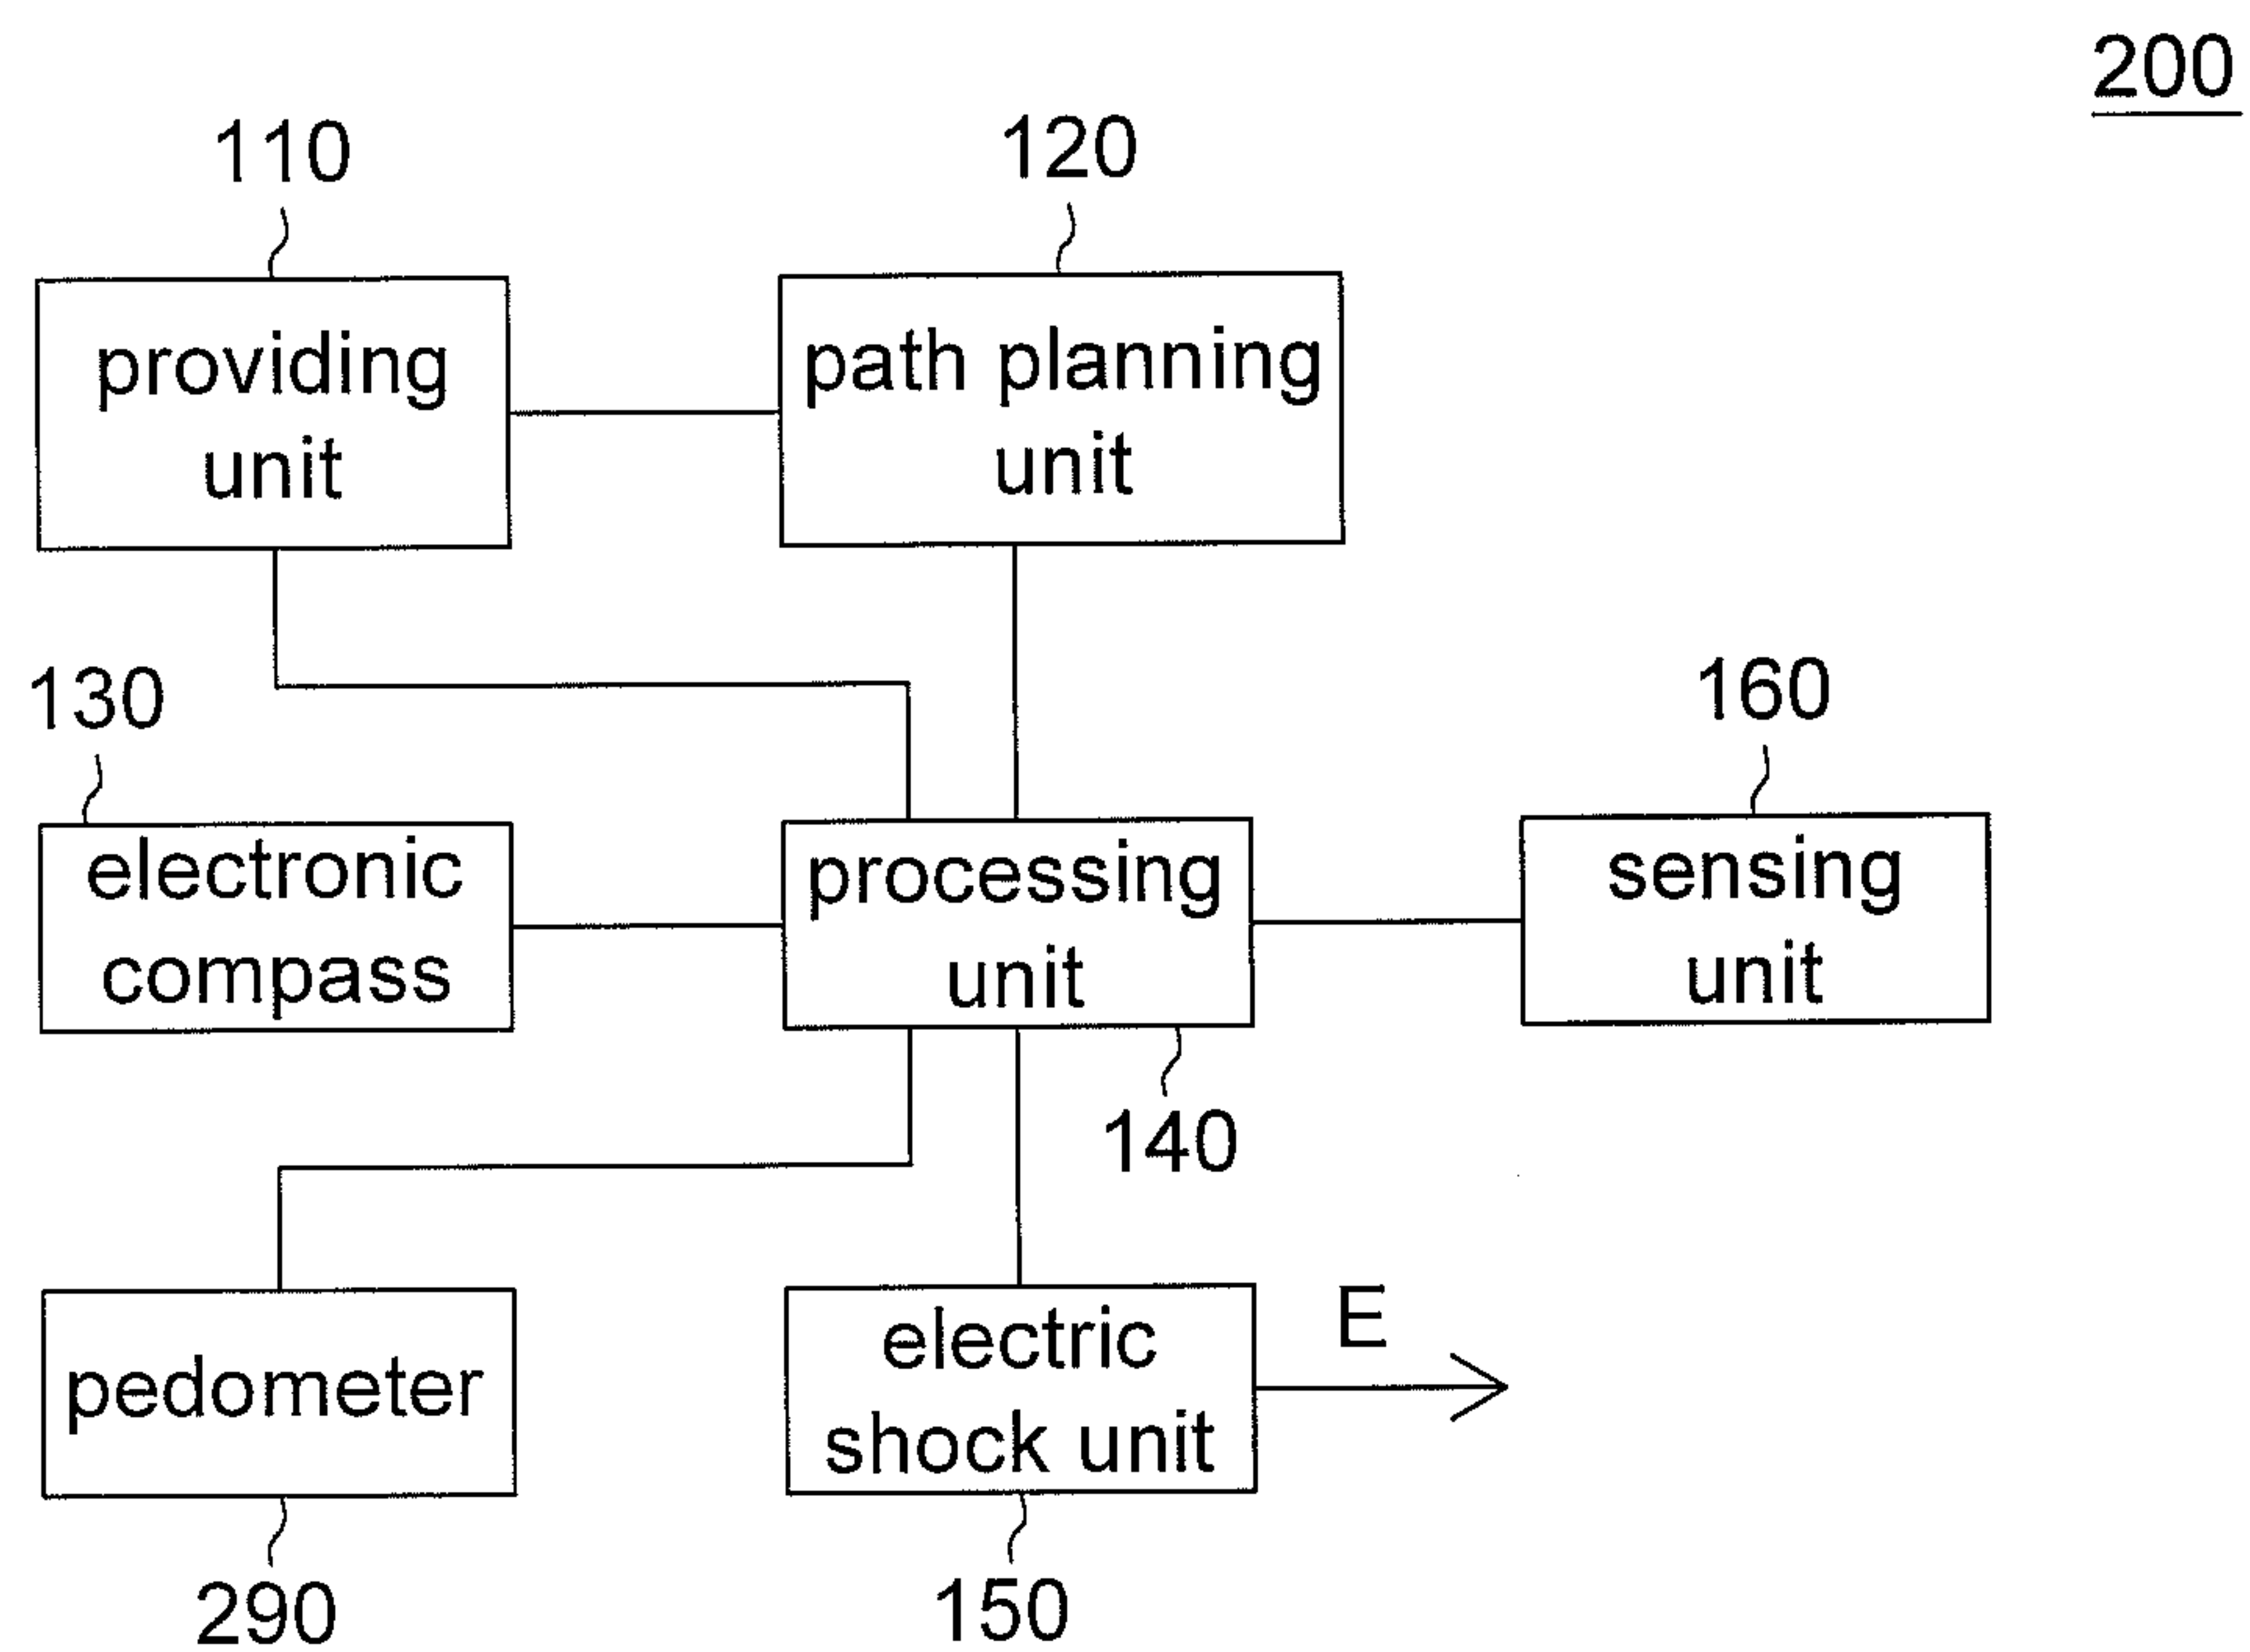 200
110
120
providing
unit
path planning
unit
130
160
electronic
compass
processing
unit
sensing
unit
140
pedometer
electric
shock unit
E
290
150